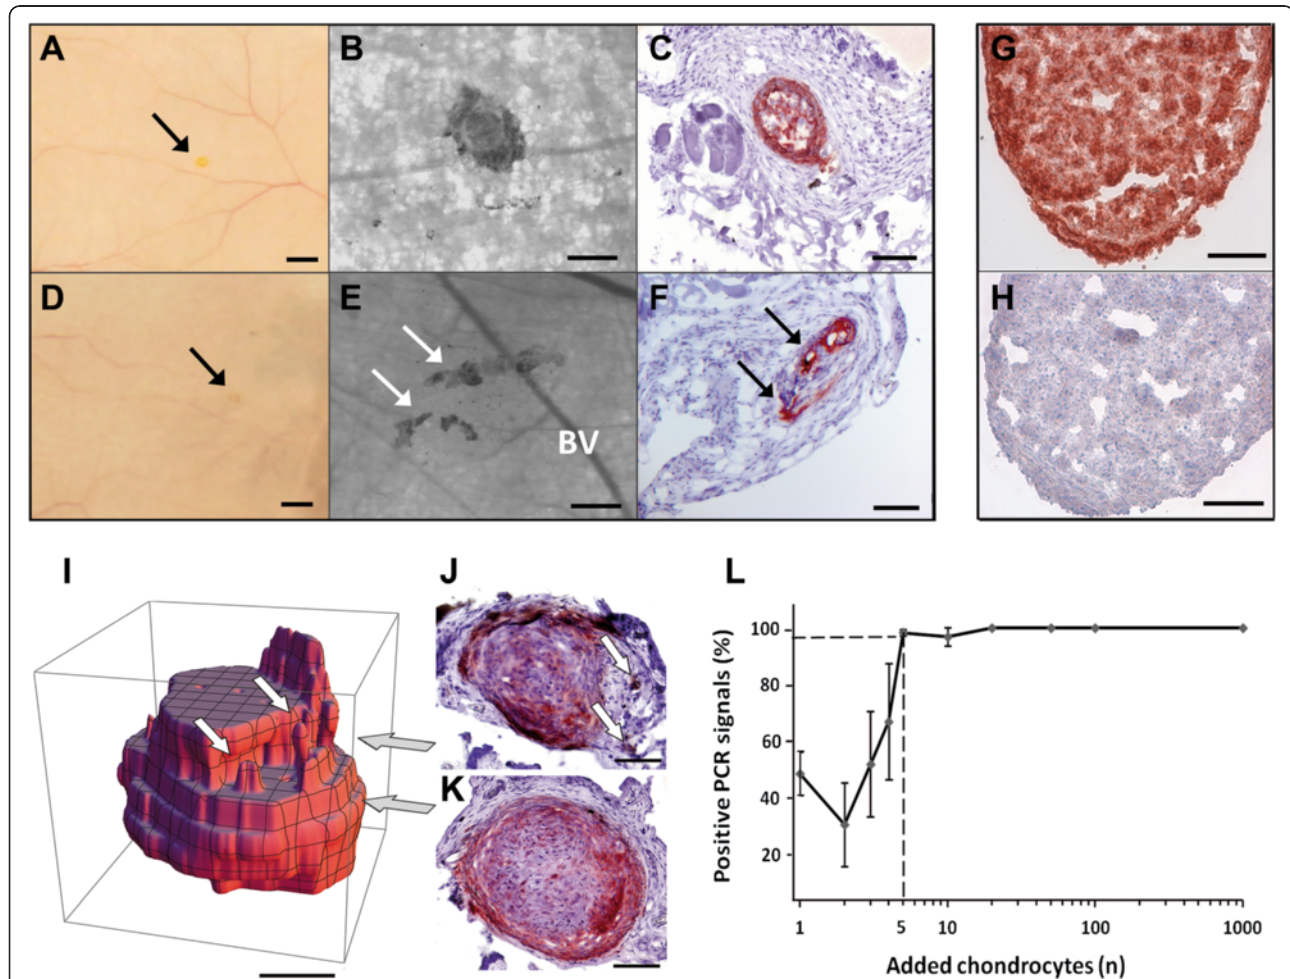 A
B
C
G
D
E
BV
F
H
I
J
K
L
Positive PCR signals (%)
100
80
60
40
20
1
5
10
100
1000
Added chondrocytes (n)